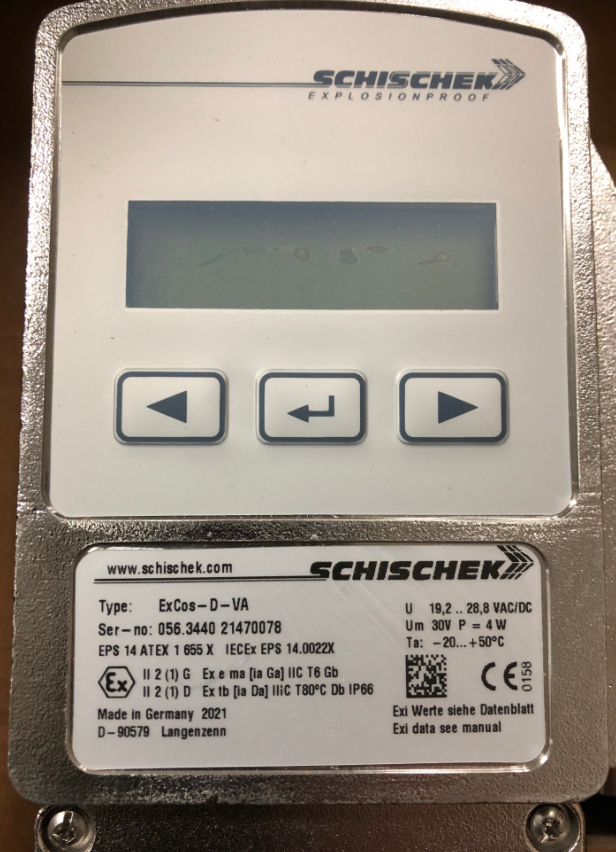 SCHISCHEK
EXPLOSIONPROOF
www.schischek.com SCHISCHEK
Type: ExCos-D-VA
Ser-no: 056.3440 21470078
EPS 14 ATEX 1 655 X IECEx EPS 14.0022X
Ex II 2 (1) G Ex e ma [ia Ga] IIC T6 Gb
II 2 (1) D Ex tb [ia Da] IIIC T80°C Db IP66
Made in Germany 2021
D-90579 Langenzenn
U 19,2 .. 28,8 VAC/DC
Um 30V P = 4 W
Ta: -20...+50°C
CE 0158
Exi Werte siehe Datenblatt
Exi data see manual